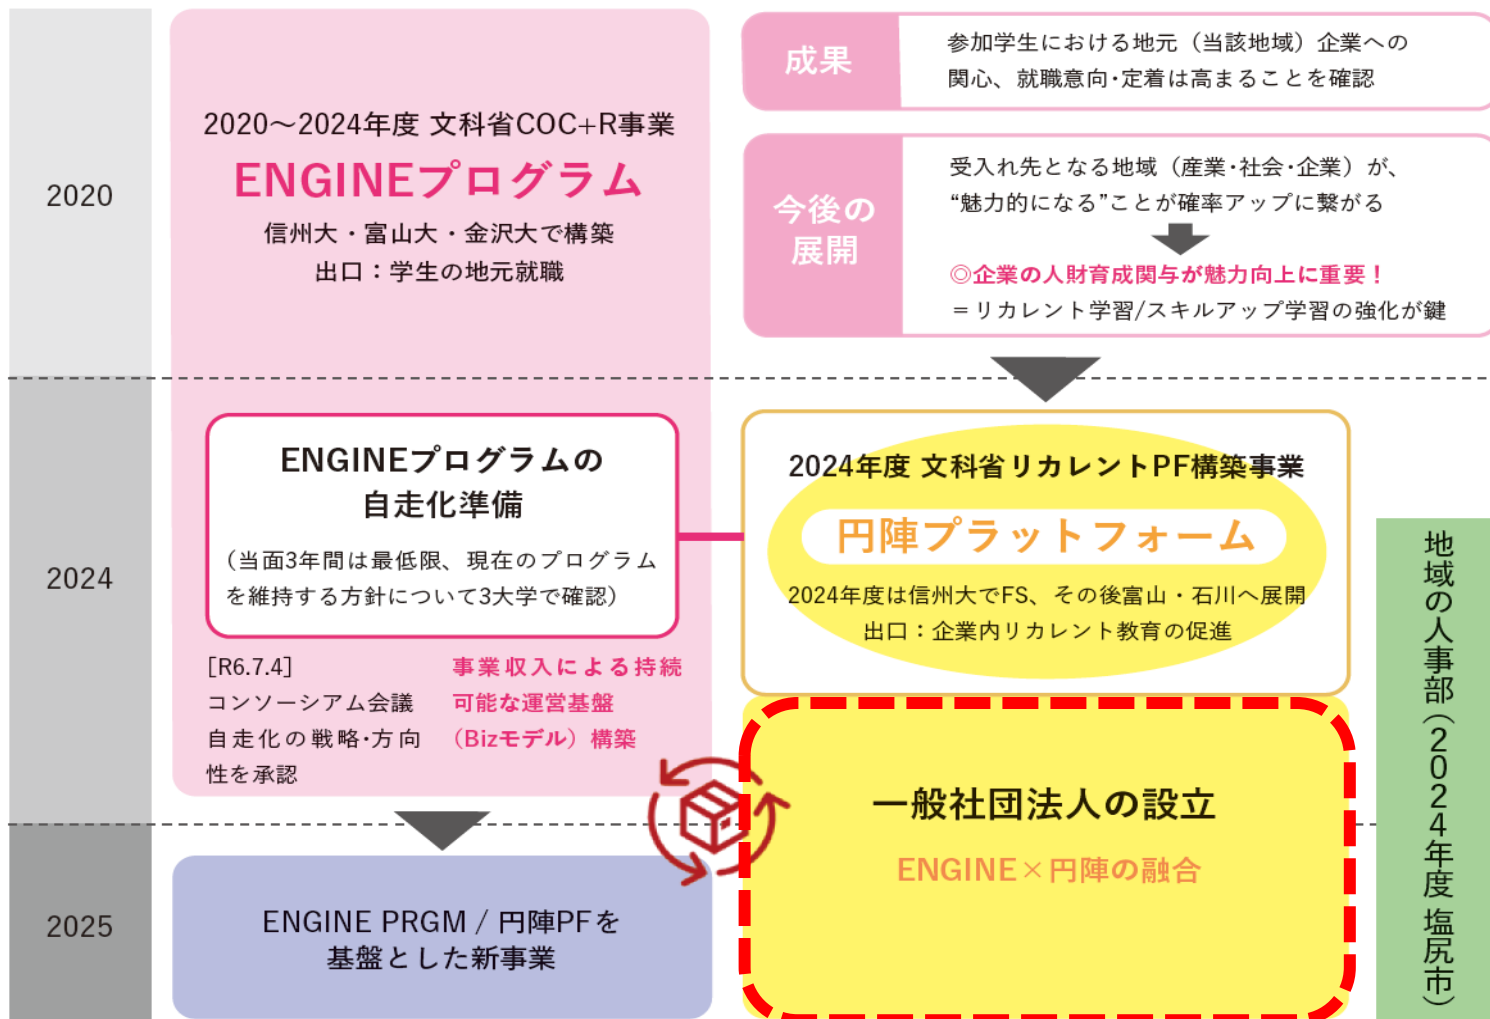 2020
2020〜2024年度 文科省COC+R事業
ENGINEプログラム
信州大・富山大・金沢大で構築
出口：学生の地元就職
成果
参加学生における地元（当該地域）企業への
関心、就職意向・定着は高まることを確認
今後の
展開
受入れ先となる地域（産業・社会・企業）が、
“魅力的になる”ことが確率アップに繋がる
◎企業の人財育成関与が魅力向上に重要！
＝リカレント学習/スキルアップ学習の強化が鍵
2024
ENGINEプログラムの
自走化準備
（当面3年間は最低限、現在のプログラム
を維持する方針について3大学で確認）
[R6.7.4]
コンソーシアム会議
自走化の戦略・方向
性を承認
事業収入による持続
可能な運営基盤
（Bizモデル）構築
2024年度 文科省リカレントPF構築事業
円陣プラットフォーム
2024年度は信州大でFS、その後富山・石川へ展開
出口：企業内リカレント教育の促進
一般社団法人の設立
ENGINE×円陣の融合
地域の人事部（2024年度 塩尻市）
2025
ENGINE PRGM / 円陣PFを
基盤とした新事業